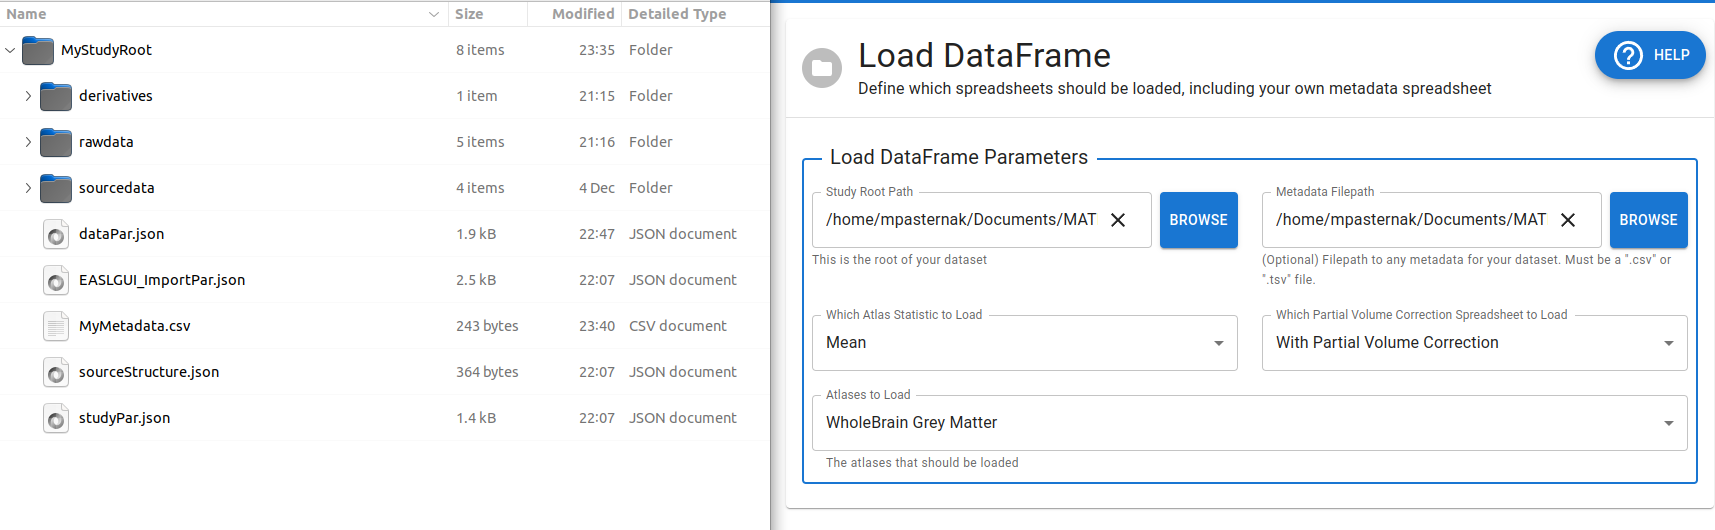 Name Size Modified Detailed Type
MyStudyRoot 8 items 23:35 Folder
derivatives 1 item 21:15 Folder
rawdata 5 items 21:16 Folder
sourcedata 4 items 4 Dec Folder
dataPar.json 1.9 kB 22:47 JSON document
EASLGUI_ImportPar.json 2.5 kB 22:07 JSON document
MyMetadata.csv 243 bytes 23:40 CSV document
sourceStructure.json 364 bytes 22:07 JSON document
studyPar.json 1.4 kB 22:07 JSON document
Load DataFrame
Define which spreadsheets should be loaded, including your own metadata spreadsheet
HELP
Load DataFrame Parameters
Study Root Path
/home/mpasternak/Documents/MAT
BROWSE
This is the root of your dataset
Metadata Filepath
/home/mpasternak/Documents/MAT
BROWSE
(Optional) Filepath to any metadata for your dataset. Must be a ".csv" or
".tsv" file.
Which Atlas Statistic to Load
Mean
Which Partial Volume Correction Spreadsheet to Load
With Partial Volume Correction
Atlases to Load
WholeBrain Grey Matter
The atlases that should be loaded